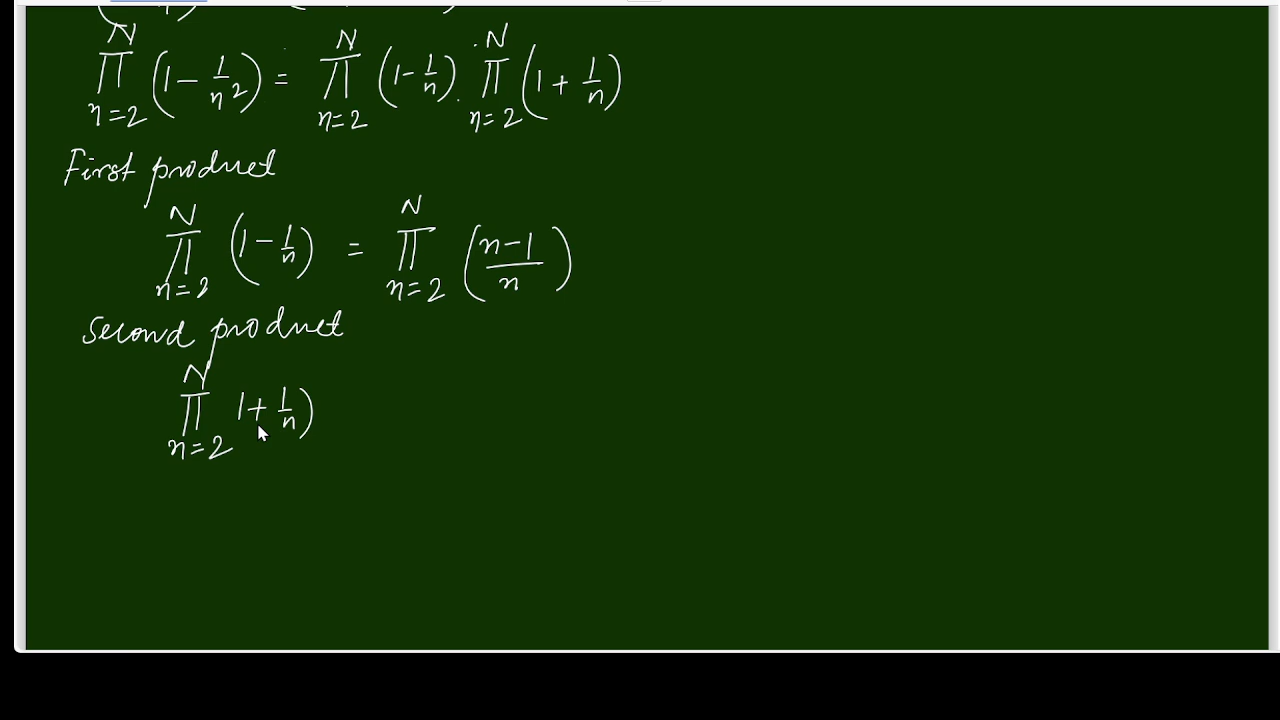 ∏_{n=2}^{N} (1 - 1/n²) = ∏_{n=2}^{N} (1 - 1/n) . ∏_{n=2}^{N} (1 + 1/n)
First product
∏_{n=2}^{N} (1 - 1/n) = ∏_{n=2}^{N} ((n-1)/n)
Second product
∏_{n=2}^{N} 1 + 1/n)